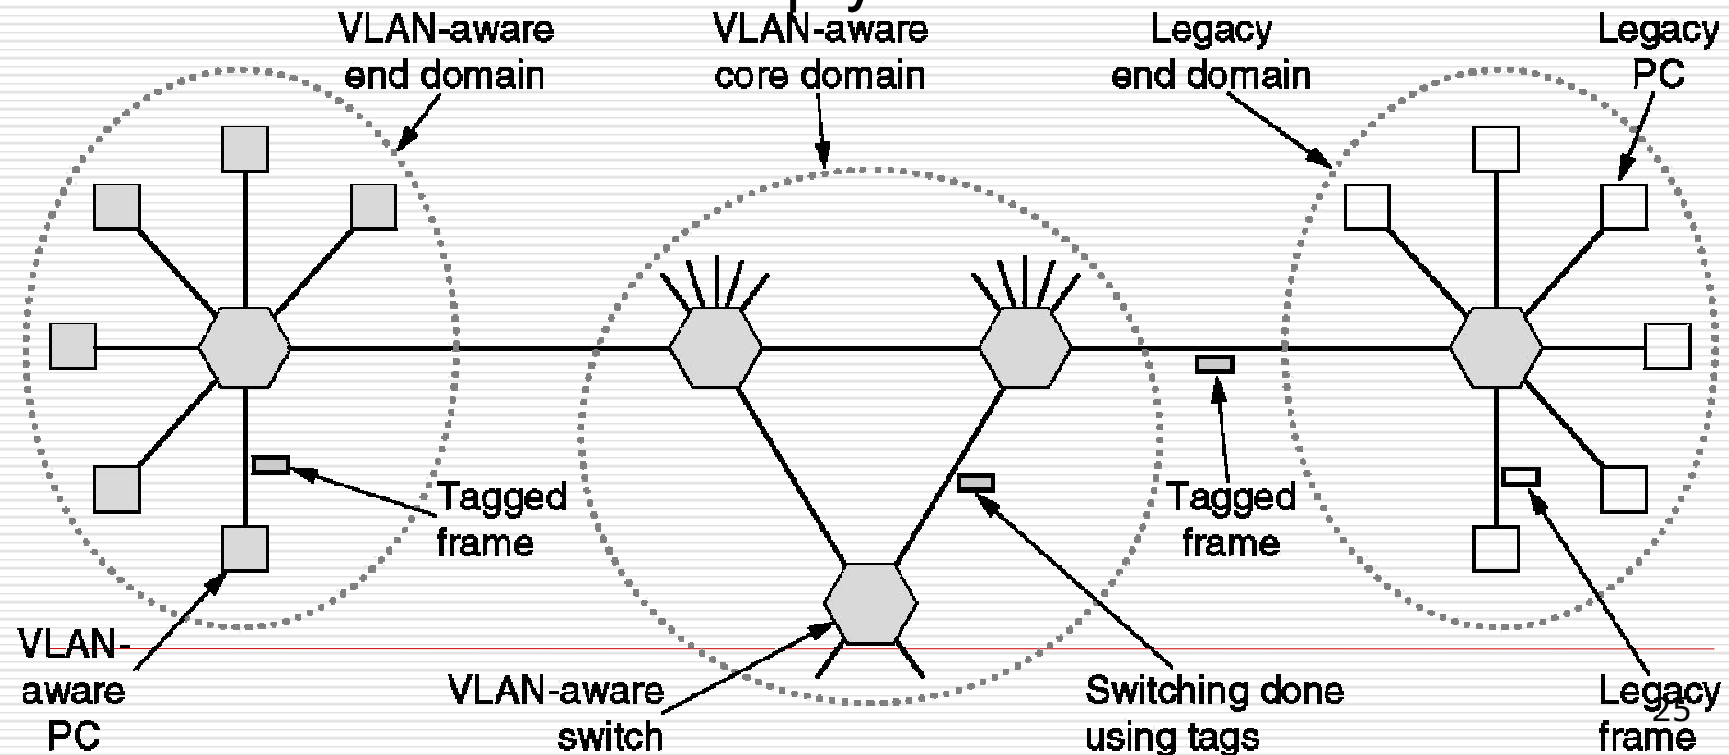 VLAN-aware
end domain
VLAN-aware
core domain
Legacy
end domain
Legacy
PC
Tagged
frame
Tagged
frame
VLAN-
aware
PC
VLAN-aware
switch
Switching done
using tags
Legacy
frame
25